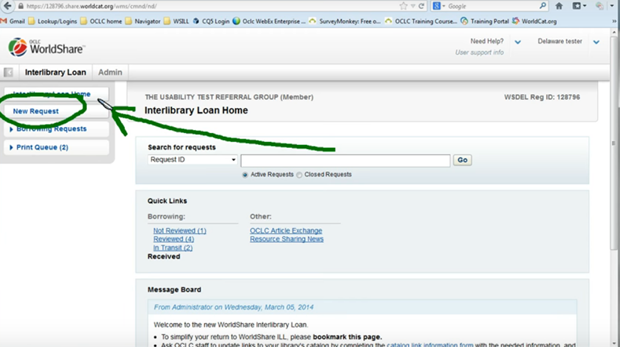 https://128796.share.worldcat.org/wms/cmnd/nd/
Google
Gmail Lookup/Logins OCLC home Navigator WSILL CQ5 Login Oclc WebEx Enterprise ... SurveyMonkey: Free o... OCLC Training Course... Training Portal WorldCat.org
OCLC
WorldShare™
Need Help? Delaware tester
User support info
Interlibrary Loan Admin
Interlibrary Loan Home
New Request
Borrowing Requests
Print Queue (2)
THE USABILITY TEST REFERRAL GROUP (Member) WSDEL Reg ID: 128796
Interlibrary Loan Home
Search for requests
Request ID Go
Active Requests Closed Requests
Quick Links
Borrowing: Other:
Not Reviewed (1) OCLC Article Exchange
Reviewed (4) Resource Sharing News
In Transit (2)
Received
Message Board
From Administrator on Wednesday, March 05, 2014
Welcome to the new WorldShare Interlibrary Loan.
• To simplify your return to WorldShare ILL, please bookmark this page.
• Ask OCLC staff to update links to your library's catalog by completing the catalog link information form with the needed information, and